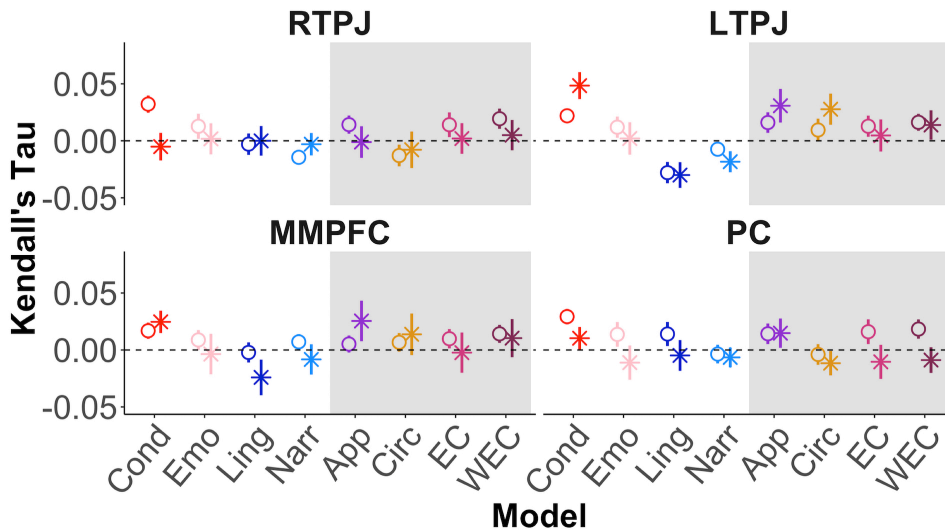 RTPJ LTPJ
0.05
0.00
-0.05
MMPFC PC
0.05
0.00
-0.05
Kendall's Tau
Cond Emo Ling Narr App Circ EC WEC Cond Emo Ling Narr App Circ EC WEC
Model